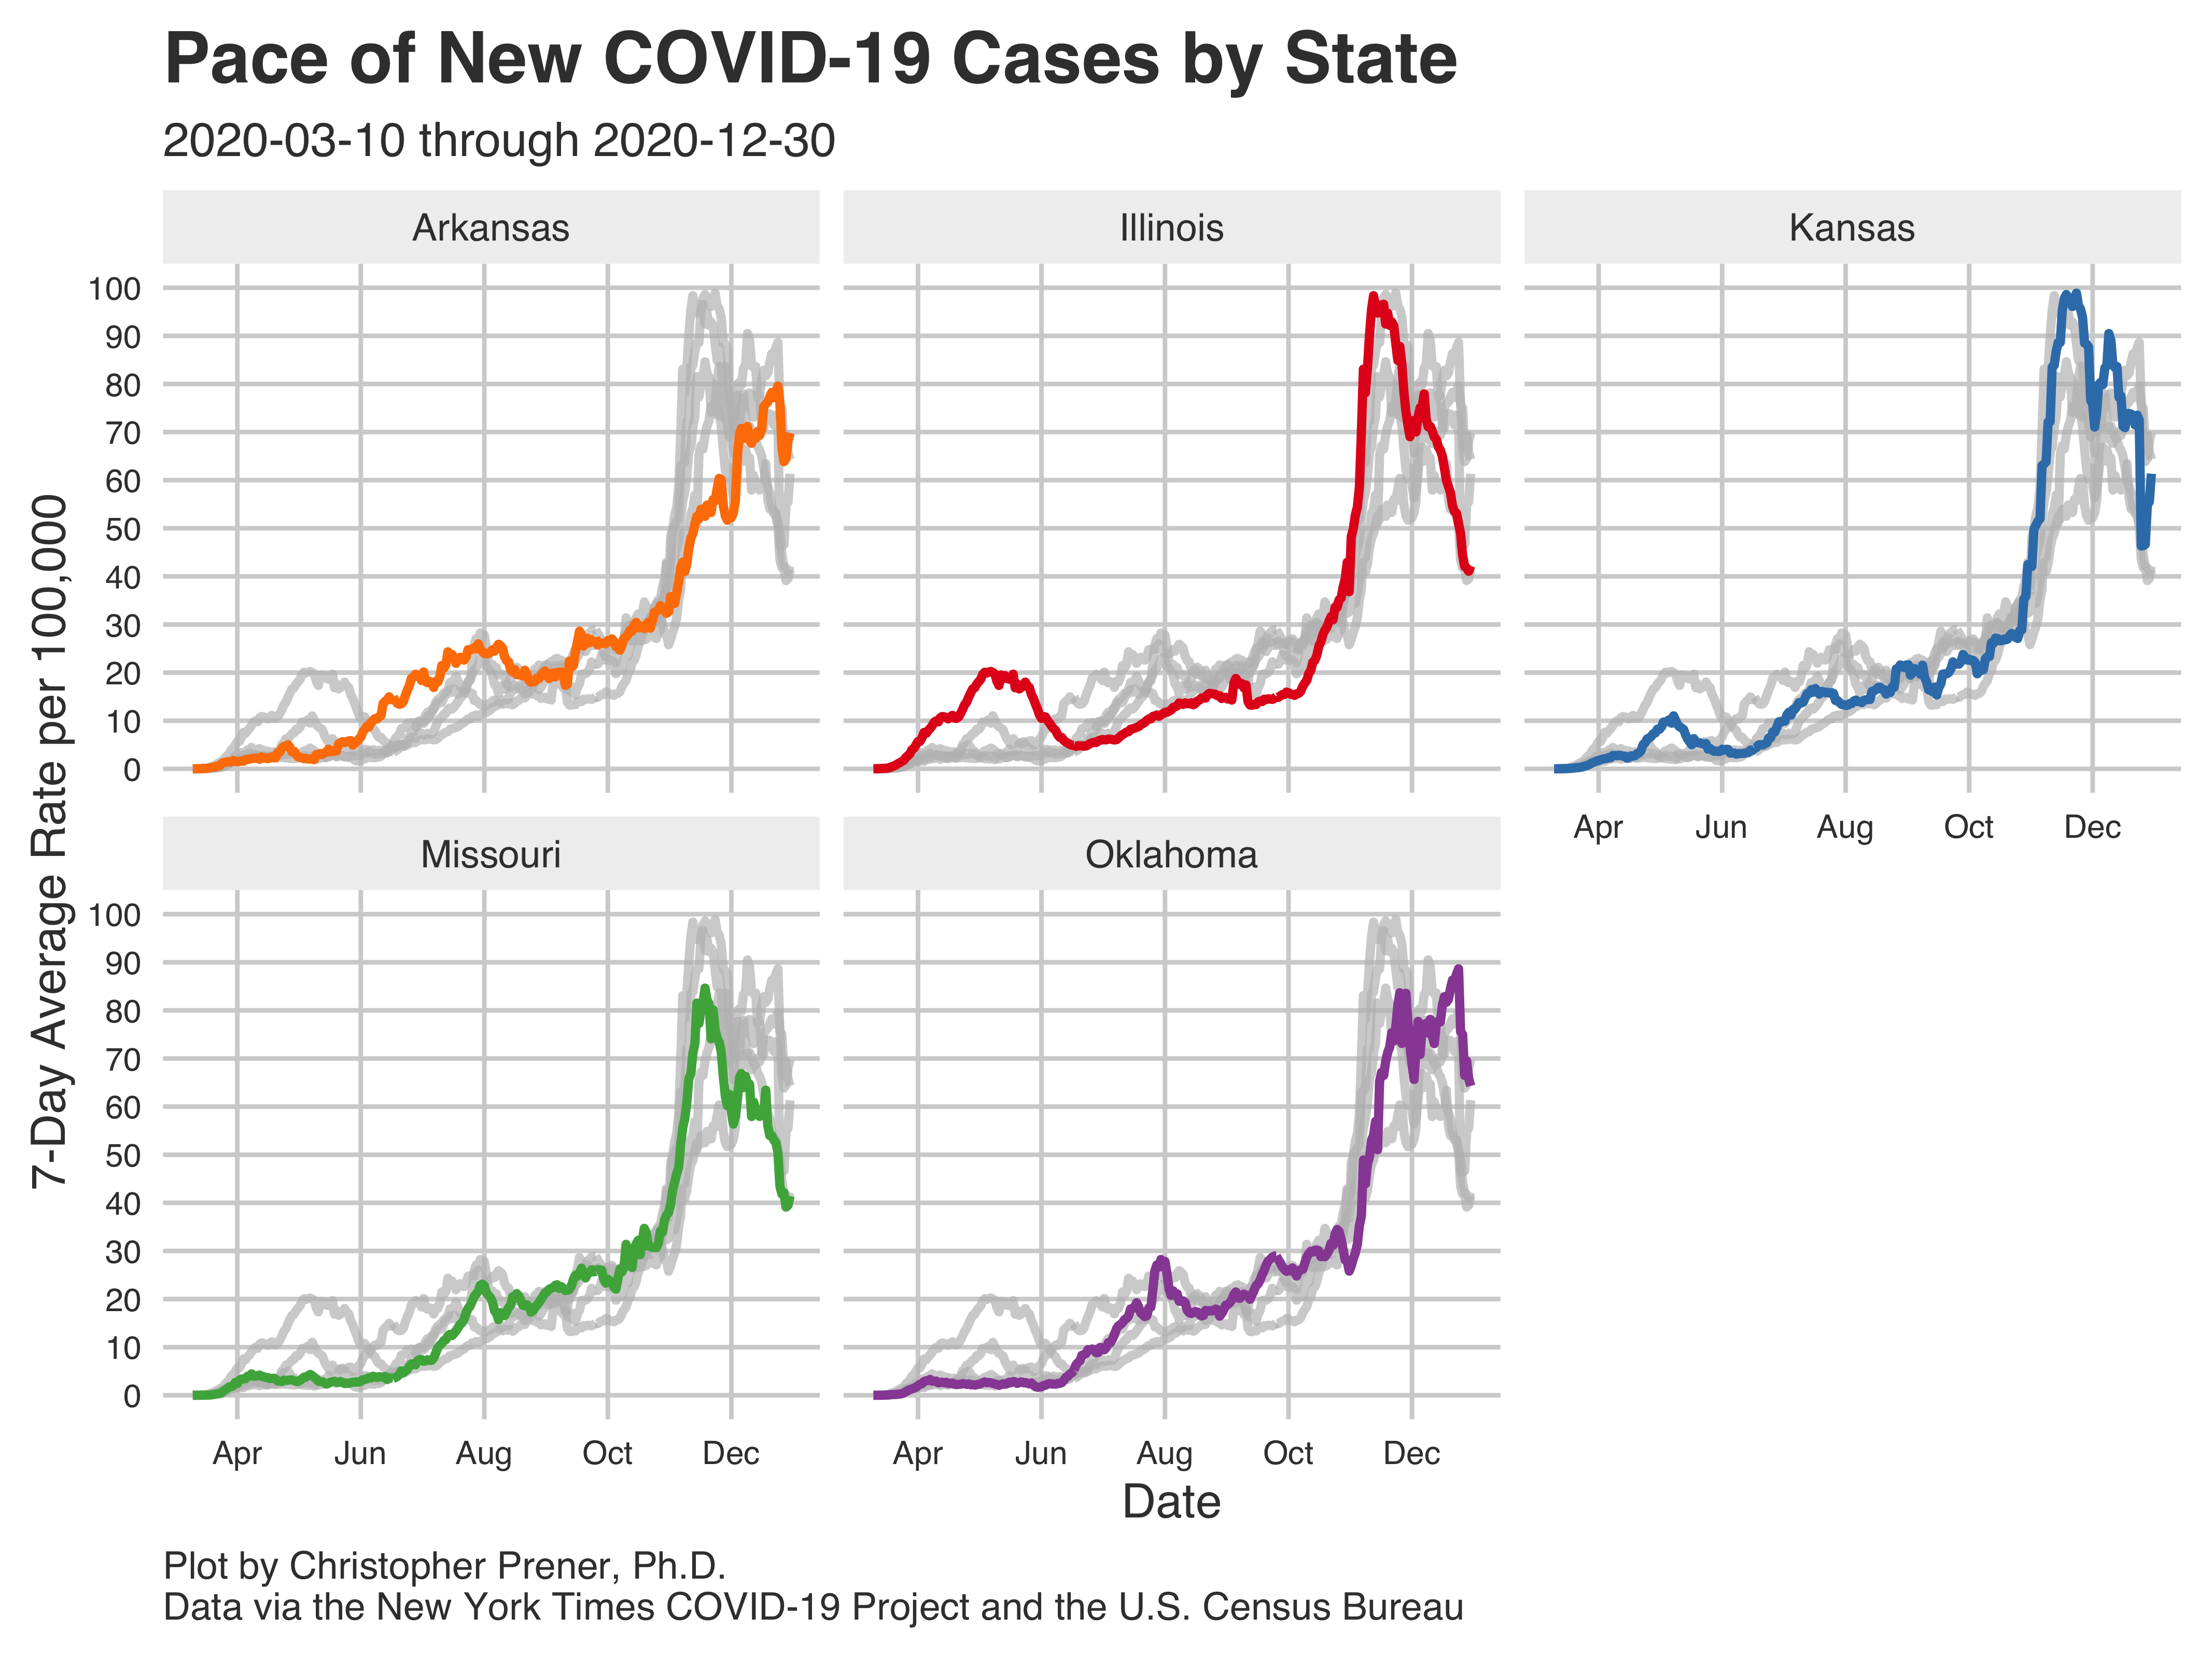 Pace of New COVID-19 Cases by State
2020-03-10 through 2020-12-30
Arkansas
Illinois
Kansas
100
90
80
70
60
50
40
30
20
10
0
Apr Jun Aug Oct Dec
Missouri
Oklahoma
100
90
80
70
60
50
40
30
20
10
0
Apr Jun Aug Oct Dec
Apr Jun Aug Oct Dec
7-Day Average Rate per 100,000
Date
Plot by Christopher Prener, Ph.D.
Data via the New York Times COVID-19 Project and the U.S. Census Bureau